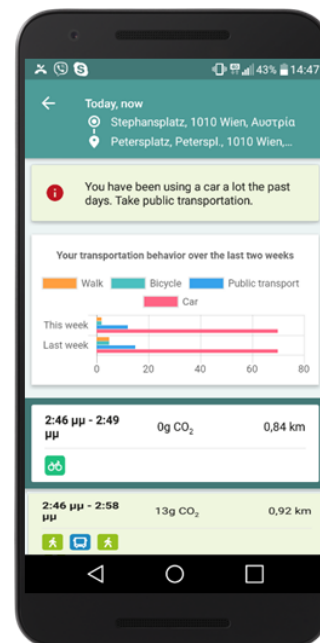 43% 14:47
Today, now
Stephansplatz, 1010 Wien, Αυστρία
Petersplatz, Peterspl., 1010 Wien,...
You have been using a car a lot the past
days. Take public transportation.
Your transportation behavior over the last two weeks
Walk Bicycle Public transport
Car
This week
Last week
0 20 40 60 80
2:46 μμ - 2:49 0g CO₂ 0,84 km
μμ
2:46 μμ - 2:58 13g CO₂ 0,92 km
μμ